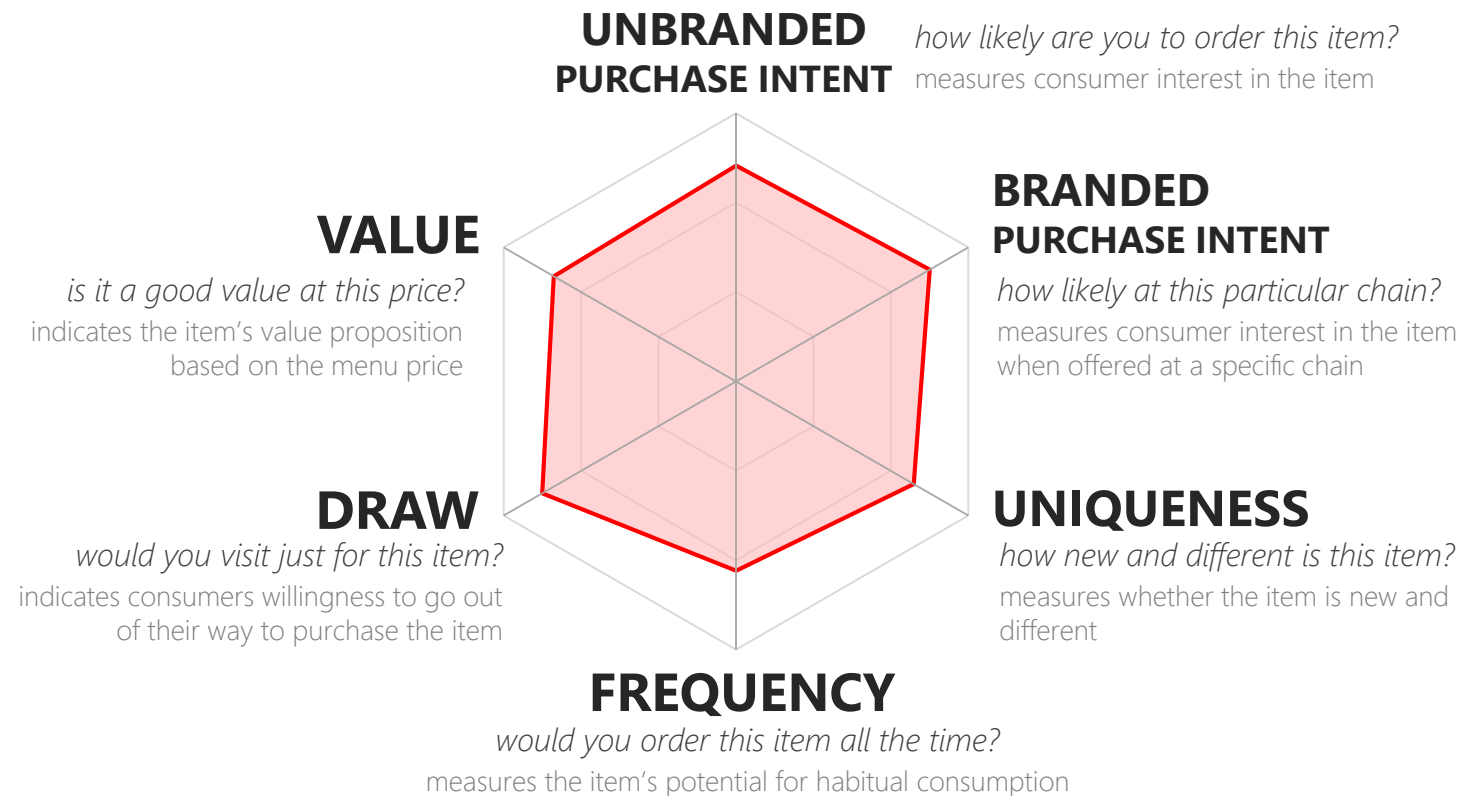 UNBRANDED
PURCHASE INTENT
how likely are you to order this item?
measures consumer interest in the item
BRANDED
PURCHASE INTENT
how likely at this particular chain?
measures consumer interest in the item
when offered at a specific chain
VALUE
is it a good value at this price?
indicates the item's value proposition
based on the menu price
DRAW
would you visit just for this item?
indicates consumers willingness to go out
of their way to purchase the item
UNIQUENESS
how new and different is this item?
measures whether the item is new and
different
FREQUENCY
would you order this item all the time?
measures the item's potential for habitual consumption